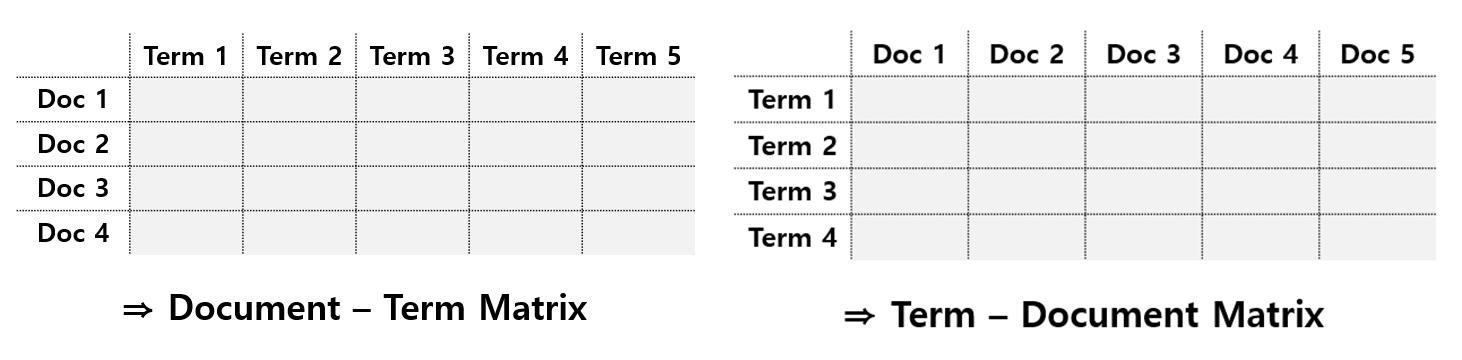 Term 1 Term 2 Term 3 Term 4 Term 5
Doc 1
Doc 2
Doc 3
Doc 4
⇒ Document – Term Matrix
Doc 1 Doc 2 Doc 3 Doc 4 Doc 5
Term 1
Term 2
Term 3
Term 4
⇒ Term – Document Matrix